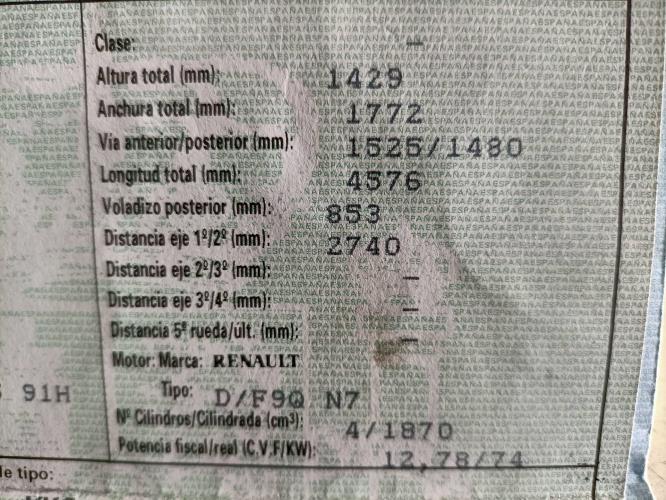 Clase: —
Altura total (mm): 1429
Anchura total (mm): 1772
Via anterior/posterior (mm): 1525/1480
Longitud total (mm): 4576
Voladizo posterior (mm): 853
Distancia eje 1º/2º (mm): 2740
Distancia eje 2º/3º (mm): —
Distancia eje 3º/4º (mm): —
Distancia 5ª rueda/últ. (mm): —
Motor: Marca: RENAULT
91H
Tipo: D/F9Q N7
Nº Cilindros/Cilindrada (cm³): 4/1870
Potencia fiscal/real (C.V.F/KW): 12,78/74
de tipo: